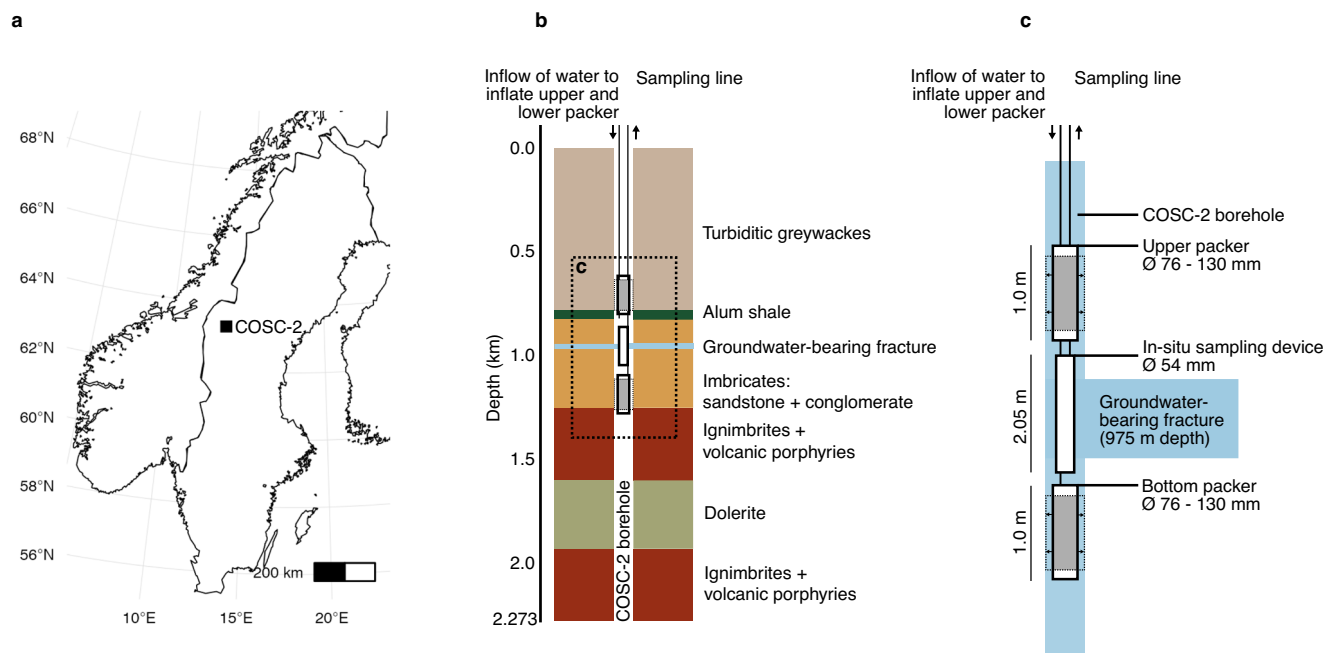 a
68°N
66°N
64°N
62°N
60°N
58°N
56°N
COSC-2
200 km
10°E
15°E
20°E
b
Inflow of water to
inflate upper and
lower packer
Sampling line
Depth (km)
0.0
0.5
1.0
1.5
2.0
2.273
c
COSC-2 borehole
Turbiditic greywackes
Alum shale
Groundwater-bearing fracture
Imbricates:
sandstone + conglomerate
Ignimbrites +
volcanic porphyries
Dolerite
Ignimbrites +
volcanic porphyries
c
Inflow of water to
inflate upper and
lower packer
Sampling line
COSC-2 borehole
Upper packer
Ø 76 - 130 mm
1.0 m
In-situ sampling device
Ø 54 mm
2.05 m
Groundwater-
bearing fracture
(975 m depth)
Bottom packer
Ø 76 - 130 mm
1.0 m